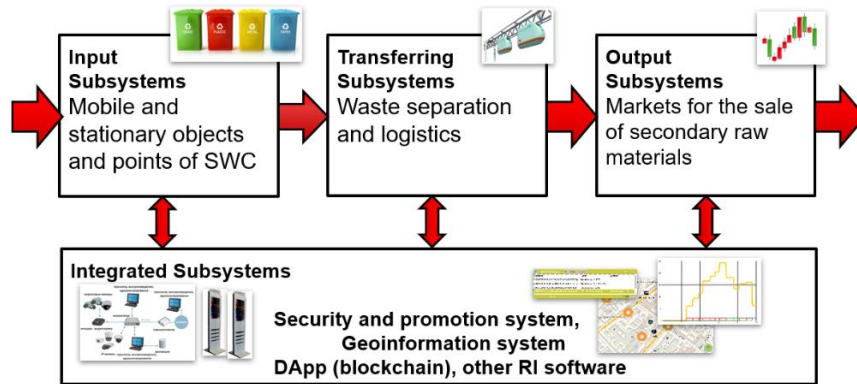 Input
Subsystems
Mobile and
stationary objects
and points of SWC
Transferring
Subsystems
Waste separation
and logistics
Output
Subsystems
Markets for the sale
of secondary raw
materials
Integrated Subsystems
Security and promotion system,
Geoinformation system
DApp (blockchain), other RI software